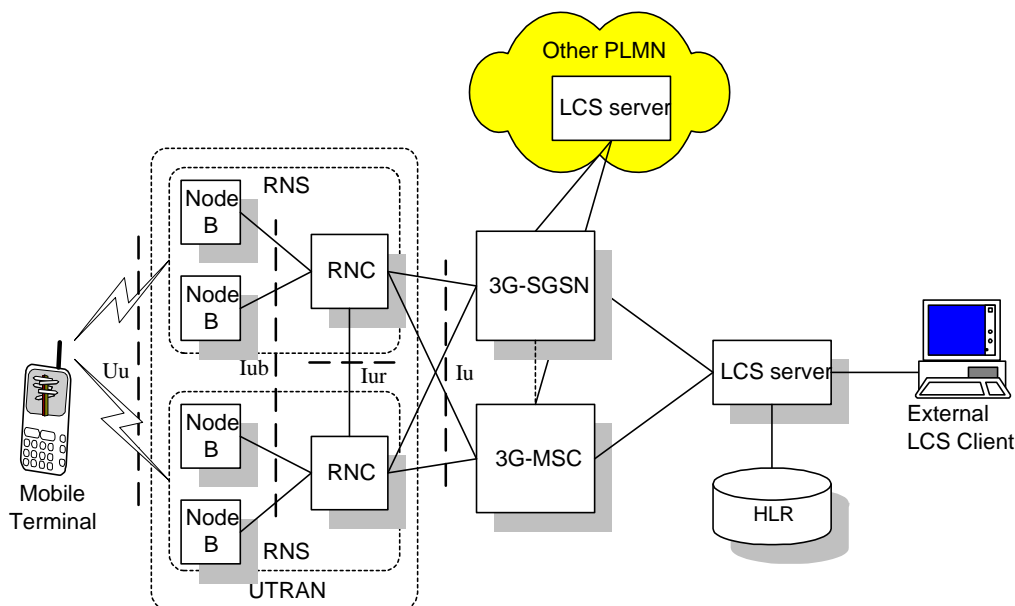 Other PLMN
LCS server
RNS
Node
B
Node
B
RNC
3G-SGSN
Uu
Iub
Iur
Iu
LCS server
Node
B
Node
B
RNC
3G-MSC
External
LCS Client
Mobile
Terminal
HLR
RNS
UTRAN